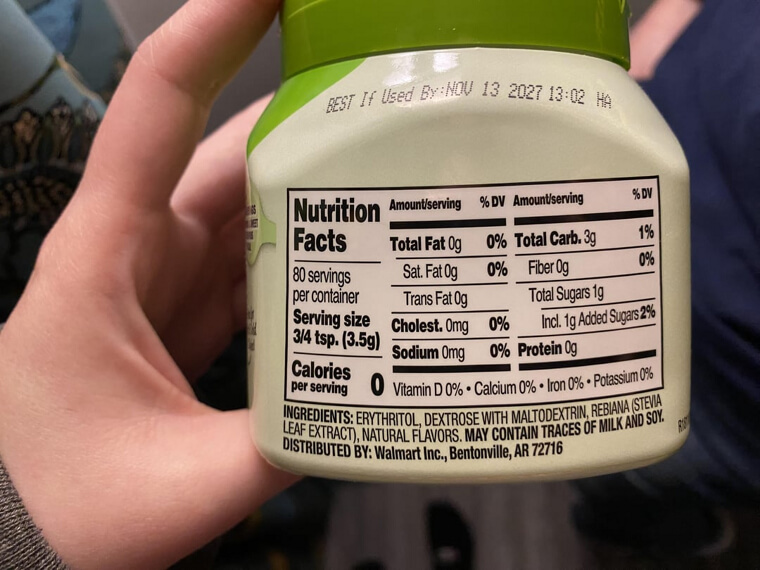 BEST If Used By:NOV 13 2027 13:02 HA
Nutrition Facts
80 servings
per container
Serving size
3/4 tsp. (3.5g)
Calories
per serving 0
Amount/serving % DV
Total Fat 0g 0%
Sat. Fat 0g 0%
Trans Fat 0g
Cholest. 0mg 0%
Sodium 0mg 0%
Amount/serving % DV
Total Carb. 3g 1%
Fiber 0g 0%
Total Sugars 1g
Incl. 1g Added Sugars 2%
Protein 0g
Vitamin D 0% • Calcium 0% • Iron 0% • Potassium 0%
INGREDIENTS: ERYTHRITOL, DEXTROSE WITH MALTODEXTRIN, REBIANA (STEVIA
LEAF EXTRACT), NATURAL FLAVORS. MAY CONTAIN TRACES OF MILK AND SOY.
DISTRIBUTED BY: Walmart Inc., Bentonville, AR 72716